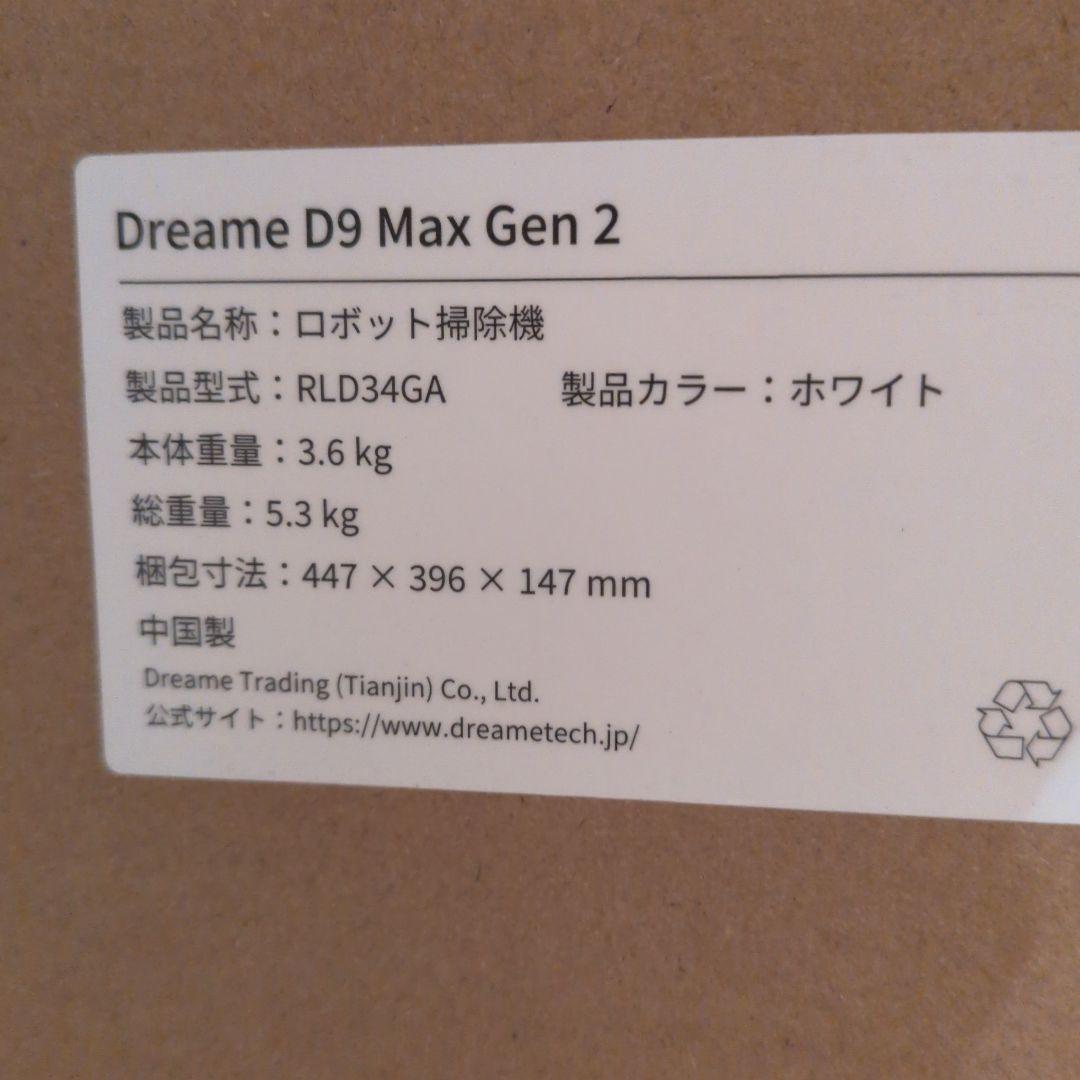 Dreame D9 Max Gen 2
製品名称：ロボット掃除機
製品型式：RLD34GA 製品カラー：ホワイト
本体重量：3.6 kg
総重量：5.3 kg
梱包寸法：447 × 396 × 147 mm
中国製
Dreame Trading (Tianjin) Co., Ltd.
公式サイト：https://www.dreametech.jp/